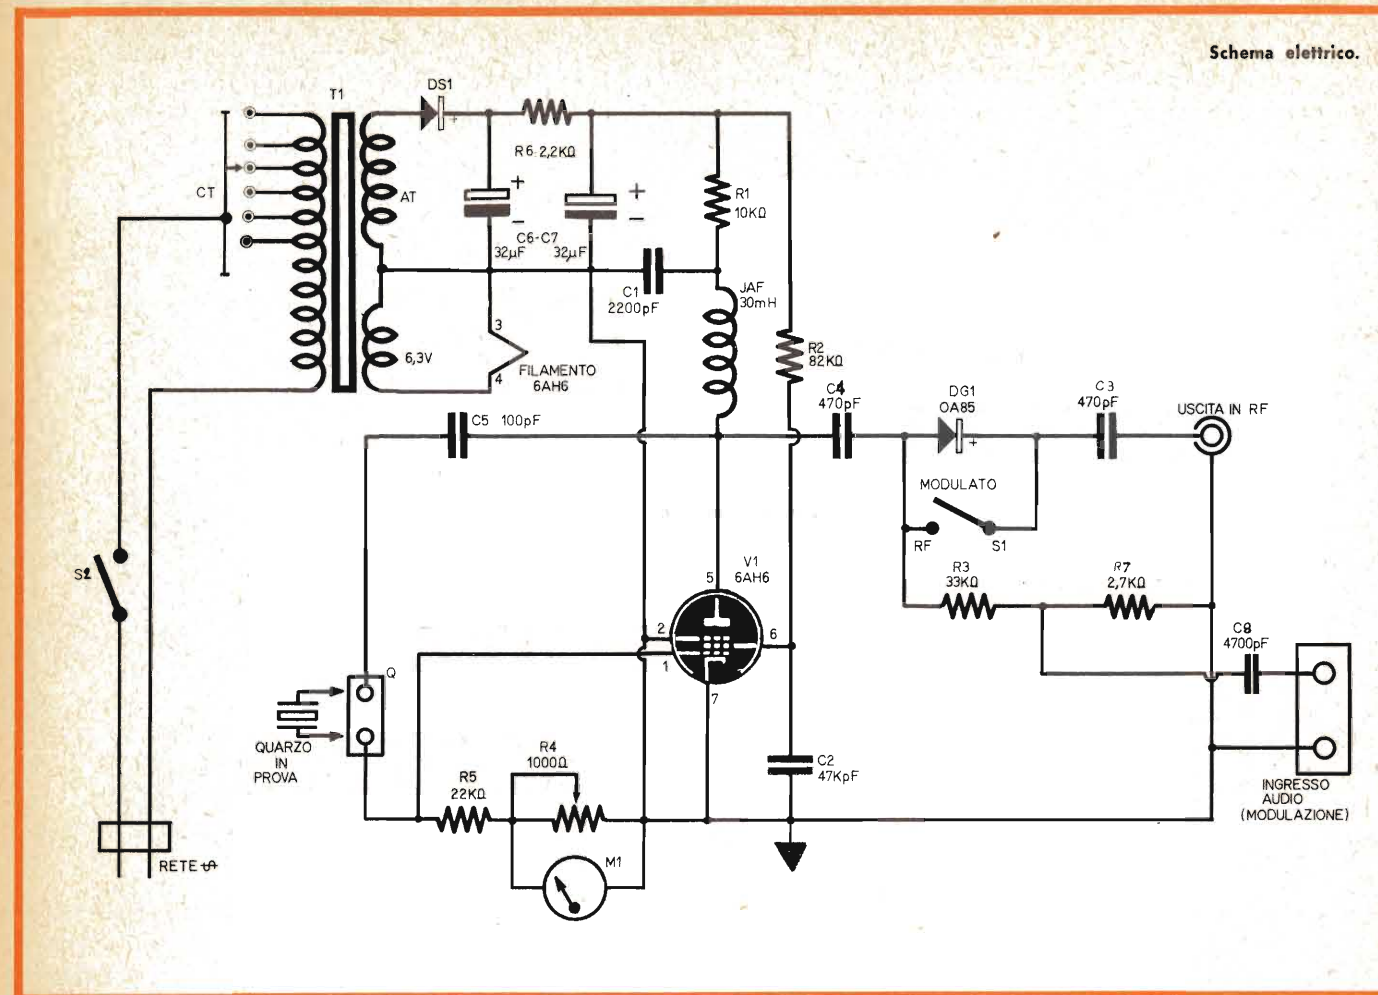 Schema elettrico.
DS1
T1
+
R6 2,2KΩ
CT
AT
+
+
R1
10KΩ
−
−
C6-C7
32µF
32µF
C1
2200pF
JAF
30mH
3
6,3V
4
FILAMENTO
6AH6
R2
82KΩ
C5 100pF
C4
470pF
DG1
OA85
+
C3
470pF
USCITA IN RF
MODULATO
RF
S1
S2
5
V1
6AH6
R3
33KΩ
R7
2,7KΩ
2
6
1
7
C8
4700pF
Q
QUARZO
IN
PROVA
R4
1000Ω
R5
22KΩ
C2
47KpF
INGRESSO
AUDIO
(MODULAZIONE)
M1
RETE